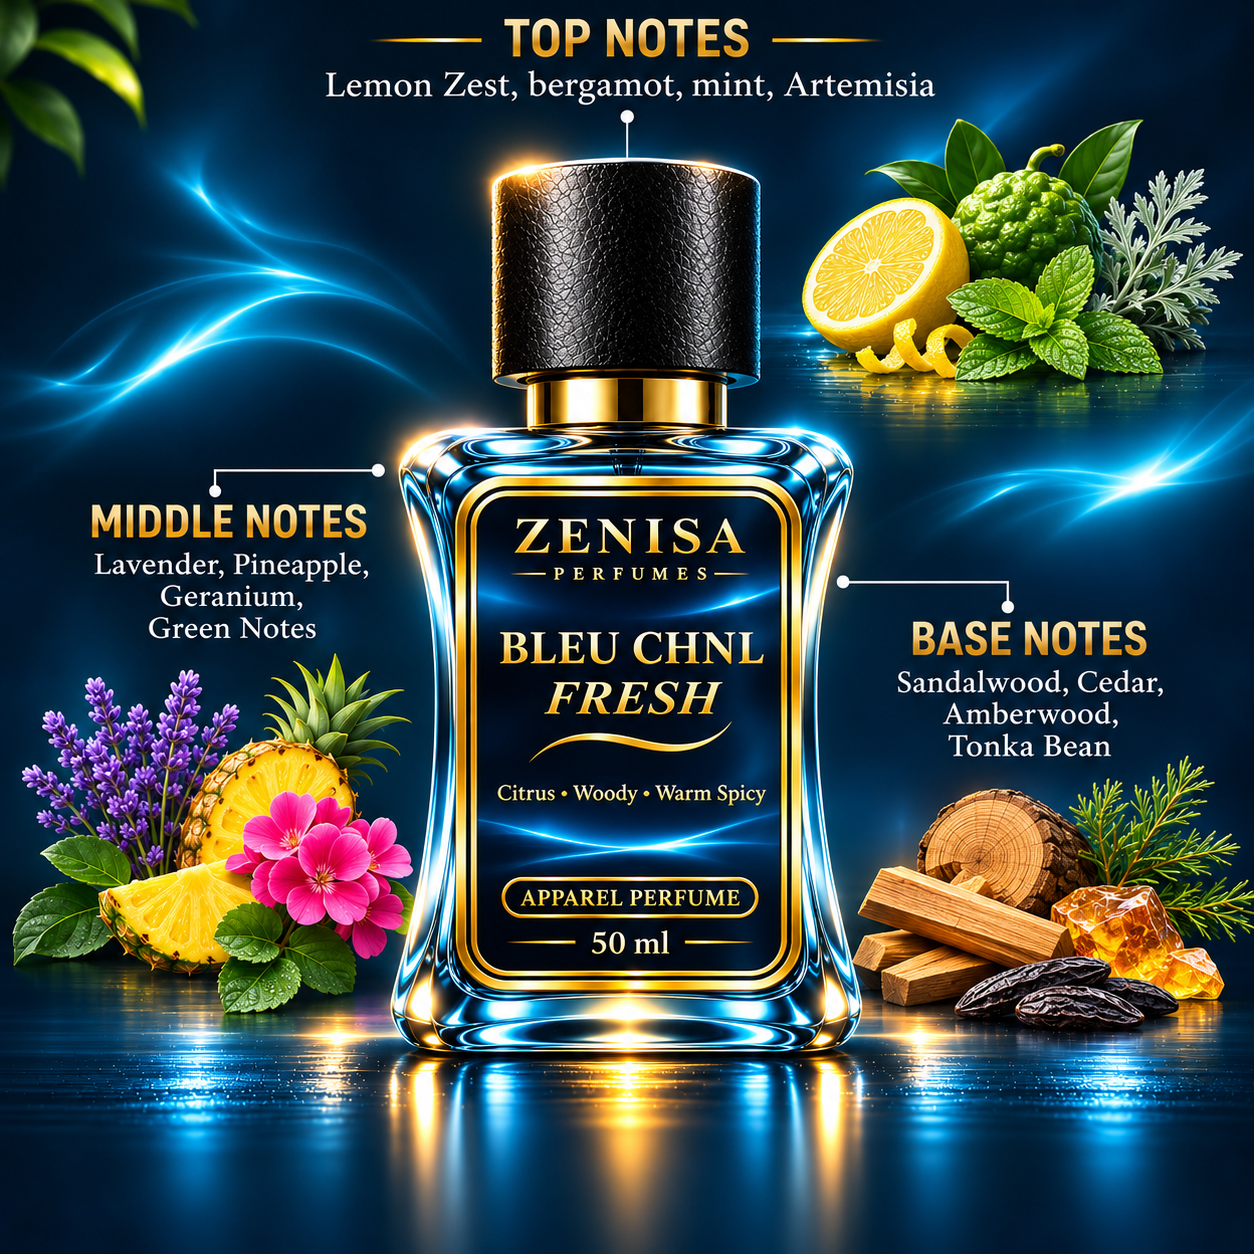 TOP NOTES
Lemon Zest, bergamot, mint, Artemisia
MIDDLE NOTES
Lavender, Pineapple,
Geranium,
Green Notes
ZENISA
PERFUMES
BLEU CHNL
FRESH
Citrus • Woody • Warm Spicy
APPAREL PERFUME
50 ml
BASE NOTES
Sandalwood, Cedar,
Amberwood,
Tonka Bean